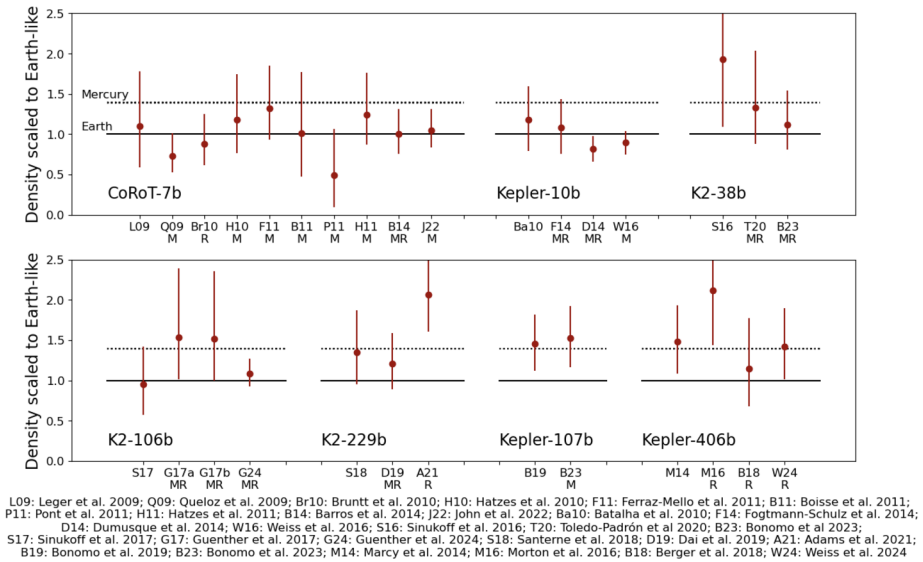 Density scaled to Earth-like
2.5
2.0
1.5
1.0
0.5
0.0
Mercury
Earth
CoRoT-7b
Kepler-10b
K2-38b
L09 Q09 Br10 H10 F11 B11 P11 H11 B14 J22 Ba10 F14 D14 W16 S16 T20 B23
M R M M M M M MR M MR MR M MR MR
Density scaled to Earth-like
2.5
2.0
1.5
1.0
0.5
0.0
K2-106b
K2-229b
Kepler-107b
Kepler-406b
S17 G17a G17b G24 S18 D19 A21 B19 B23 M14 M16 B18 W24
MR MR MR MR R M R R R
L09: Leger et al. 2009; Q09: Queloz et al. 2009; Br10: Bruntt et al. 2010; H10: Hatzes et al. 2010; F11: Ferraz-Mello et al. 2011; B11: Boisse et al. 2011;
P11: Pont et al. 2011; H11: Hatzes et al. 2011; B14: Barros et al. 2014; J22: John et al. 2022; Ba10: Batalha et al. 2010; F14: Fogtmann-Schulz et al. 2014;
D14: Dumusque et al. 2014; W16: Weiss et al. 2016; S16: Sinukoff et al. 2016; T20: Toledo-Padrón et al 2020; B23: Bonomo et al 2023;
S17: Sinukoff et al. 2017; G17: Guenther et al. 2017; G24: Guenther et al. 2024; S18: Santerne et al. 2018; D19: Dai et al. 2019; A21: Adams et al. 2021;
B19: Bonomo et al. 2019; B23: Bonomo et al. 2023; M14: Marcy et al. 2014; M16: Morton et al. 2016; B18: Berger et al. 2018; W24: Weiss et al. 2024